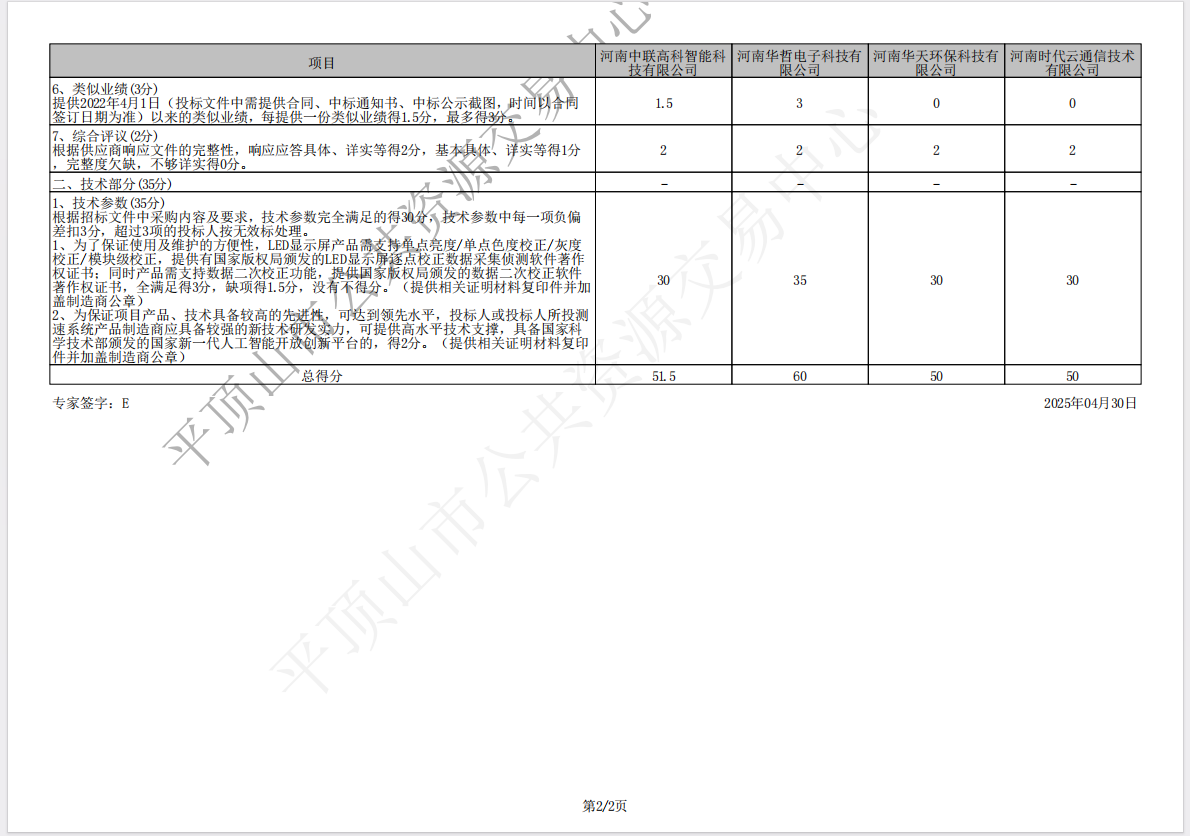 项目
河南中联高科智能科
技有限公司
河南华哲电子科技有
限公司
河南华天环保科技有
限公司
河南时代云通信技术
有限公司
6、类似业绩(3分)
提供2022年4月1日（投标文件中需提供合同、中标通知书、中标公示截图，时间以合同
签订日期为准）以来的类似业绩，每提供一份类似业绩得1.5分，最多得3分。
1.5
3
0
0
7、综合评议(2分)
根据供应商响应文件的完整性，响应应答具体、详实等得2分，基本具体、详实等得1分
，完整度欠缺，不够详实得0分。
2
2
2
2
二、技术部分(35分)
—
—
—
—
1、技术参数(35分)
根据招标文件中采购内容及要求，技术参数完全满足的得30分，技术参数中每一项负偏
差扣3分，超过3项的投标人按无效标处理。
1、为了保证使用及维护的方便性，LED显示屏产品需支持单点亮度/单点色度校正/灰度
校正/模块级校正，提供有国家版权局颁发的LED显示屏逐点校正数据采集侦测软件著作
权证书；同时产品需支持数据二次校正功能，提供国家版权局颁发的数据二次校正软件
著作权证书，全满足得3分，缺项得1.5分，没有不得分。（提供相关证明材料复印件并加
盖制造商公章）
2、为保证项目产品、技术具备较高的先进性，可达到领先水平，投标人或投标人所投测
速系统产品制造商应具备较强的新技术研发实力，可提供高水平技术支撑，具备国家科
学技术部颁发的国家新一代人工智能开放创新平台的，得2分。（提供相关证明材料复印
件并加盖制造商公章）
30
35
30
30
总得分
51.5
60
50
50
专家签字：E
2025年04月30日
平顶山市公共资源交易中心
平顶山市公共资源交易中心
第2/2页